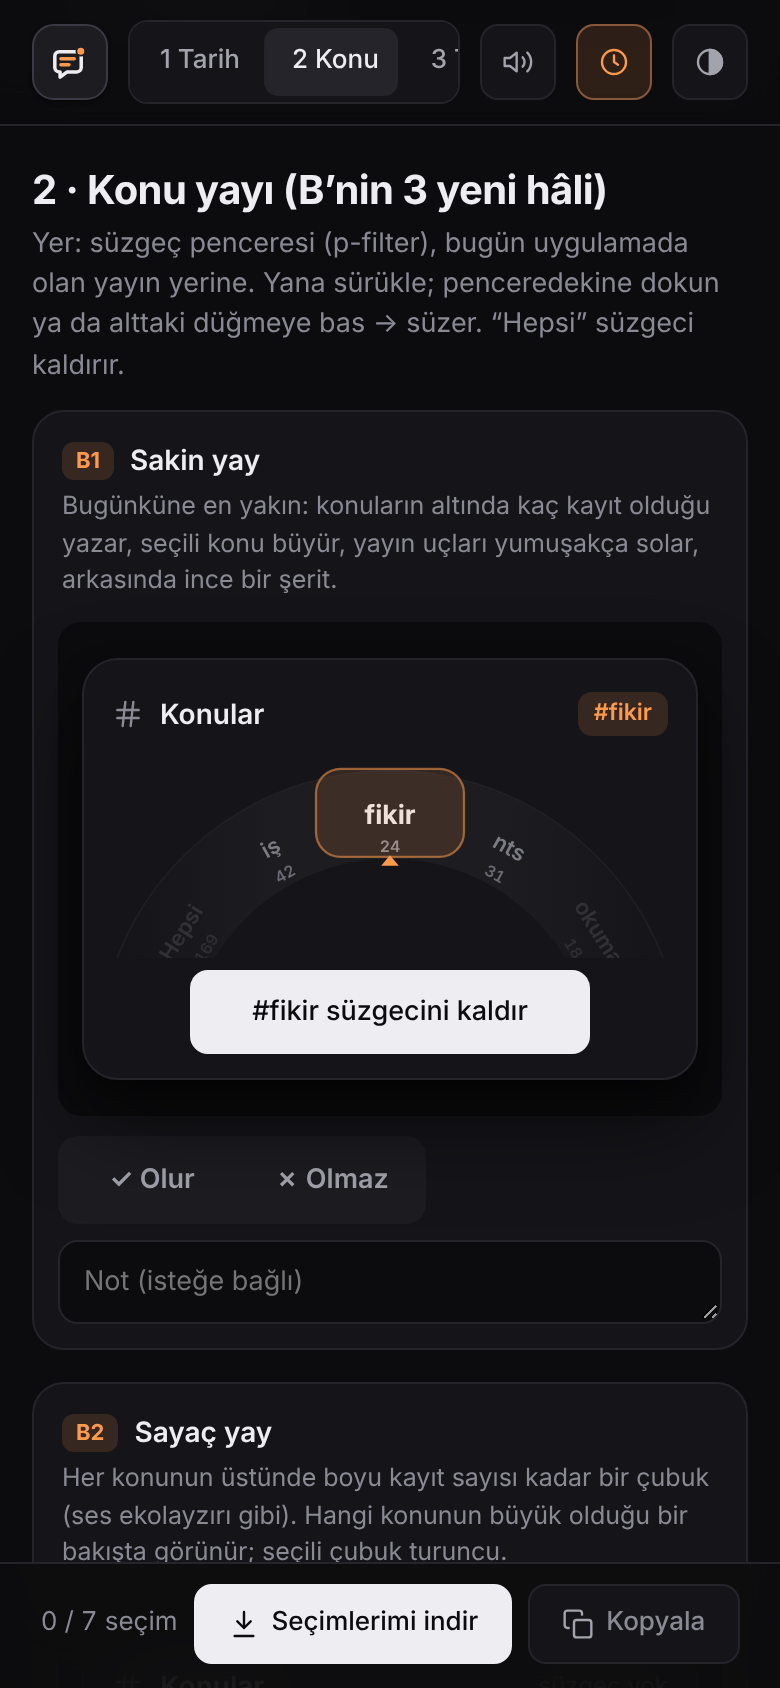 1 Tarih
2 Konu
3
2 · Konu yayı (B’nin 3 yeni hâli)
Yer: süzgeç penceresi (p-filter), bugün uygulamada
olan yayın yerine. Yana sürükle; penceredekine dokun
ya da alttaki düğmeye bas → süzer. “Hepsi” süzgeci
kaldırır.
B1 Sakin yay
Bugünküne en yakın: konuların altında kaç kayıt olduğu
yazar, seçili konu büyür, yayın uçları yumuşakça solar,
arkasında ince bir şerit.
# Konular
#fikir
Hepsi
169
iş
42
fikir
24
nts
31
okuma
18
#fikir süzgecini kaldır
✓ Olur
× Olmaz
Not (isteğe bağlı)
B2 Sayaç yay
Her konunun üstünde boyu kayıt sayısı kadar bir çubuk
(ses ekolayzırı gibi). Hangi konunun büyük olduğu bir
bakışta görünür; seçili çubuk turuncu.
0 / 7 seçim
Seçimlerimi indir
Kopyala
# Konular
süzgeç yok